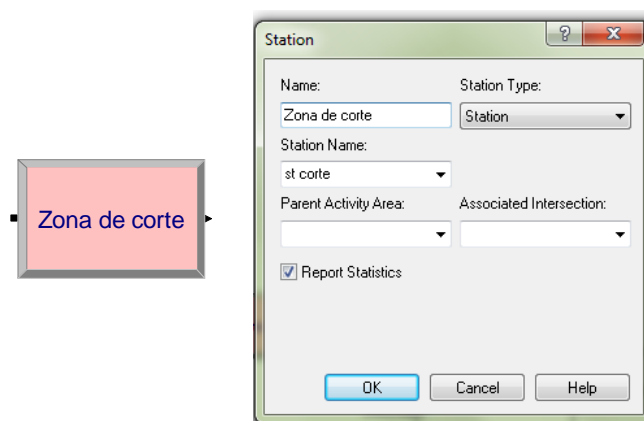 Zona de corte
Station
?
X
Name:
Station Type:
Zona de corte
Station
Station Name:
st corte
Parent Activity Area:
Associated Intersection:
Report Statistics
OK
Cancel
Help